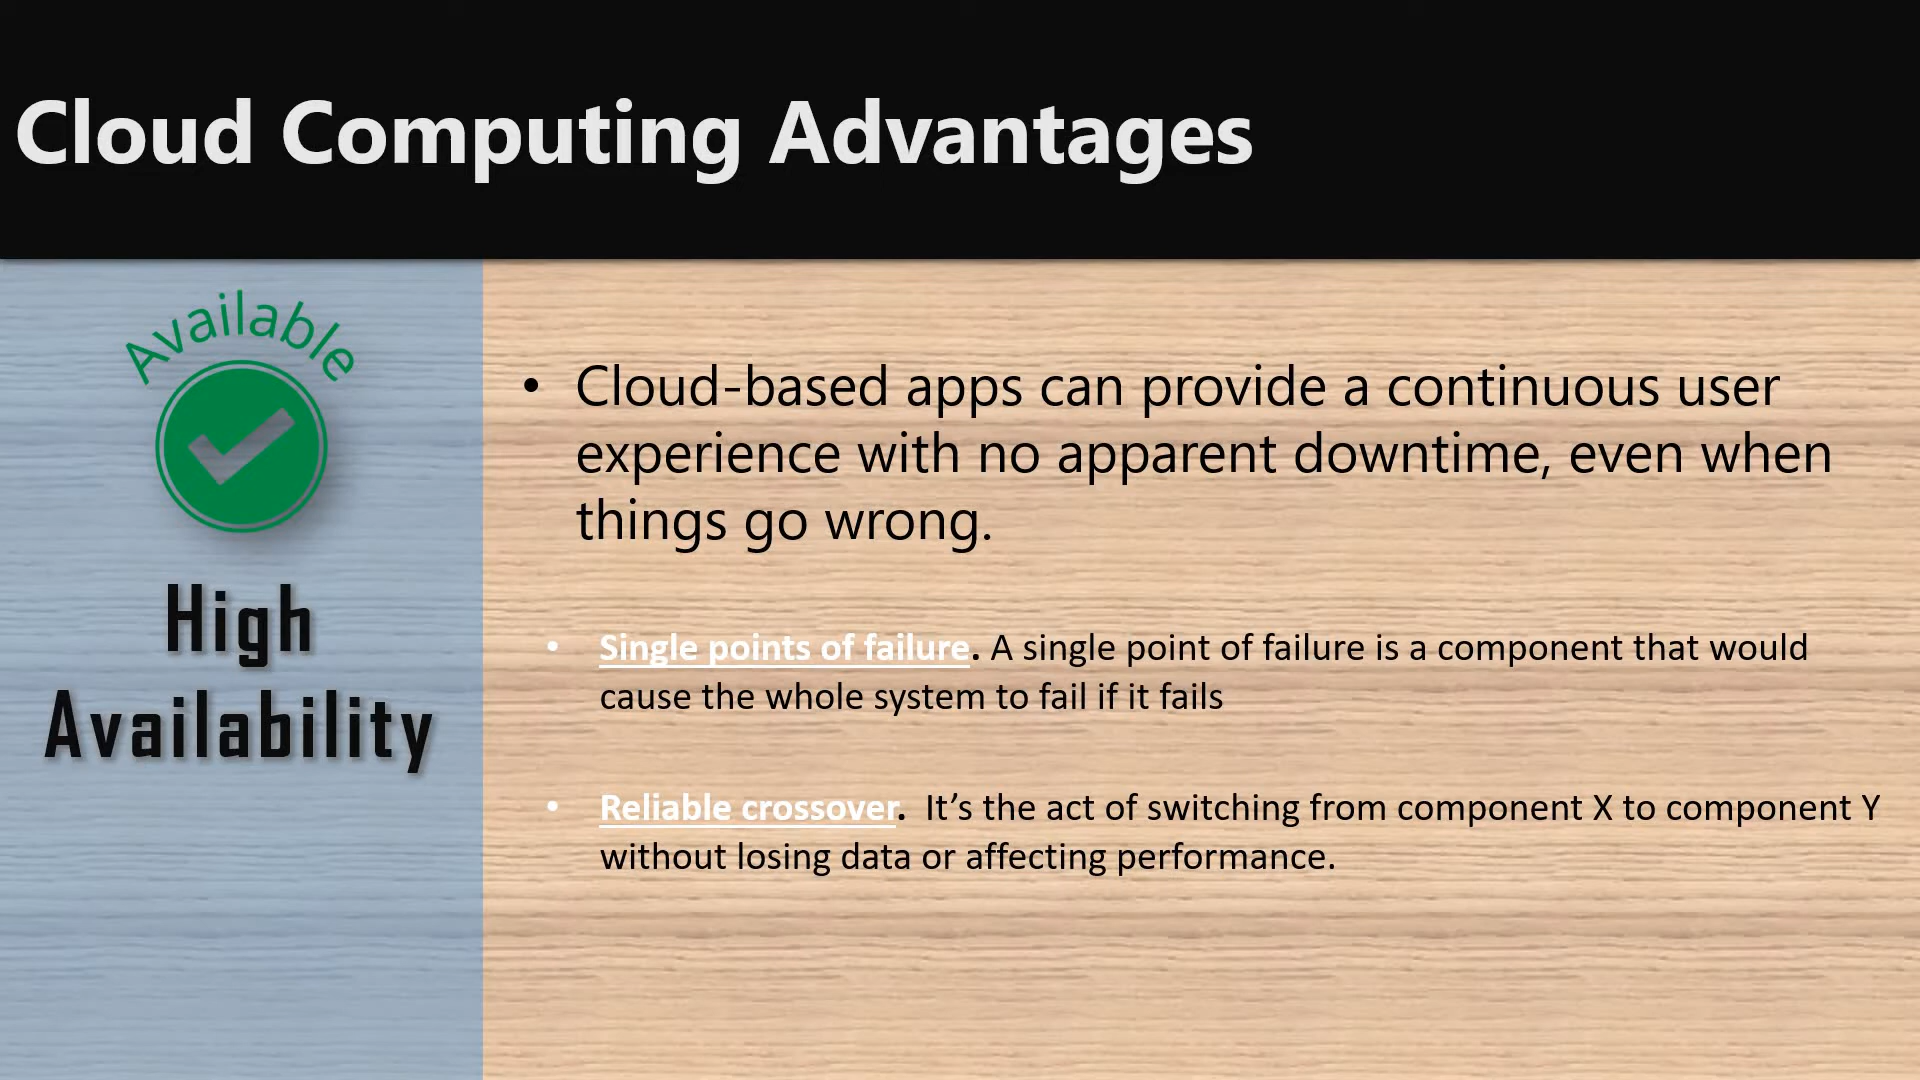 Cloud Computing Advantages
Available
High
Availability
• Cloud-based apps can provide a continuous user
experience with no apparent downtime, even when
things go wrong.
• Single points of failure. A single point of failure is a component that would
cause the whole system to fail if it fails
• Reliable crossover.  It’s the act of switching from component X to component Y
without losing data or affecting performance.